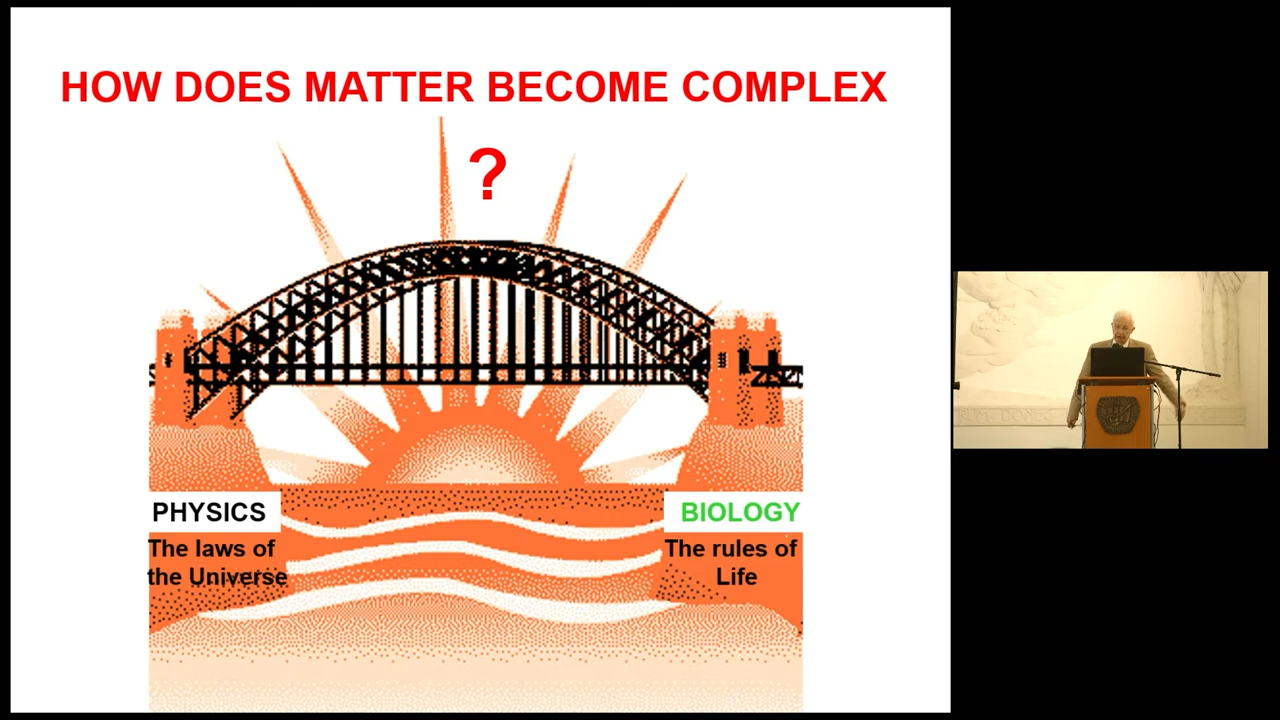 HOW DOES MATTER BECOME COMPLEX
?
PHYSICS
The laws of
the Universe
BIOLOGY
The rules of
Life